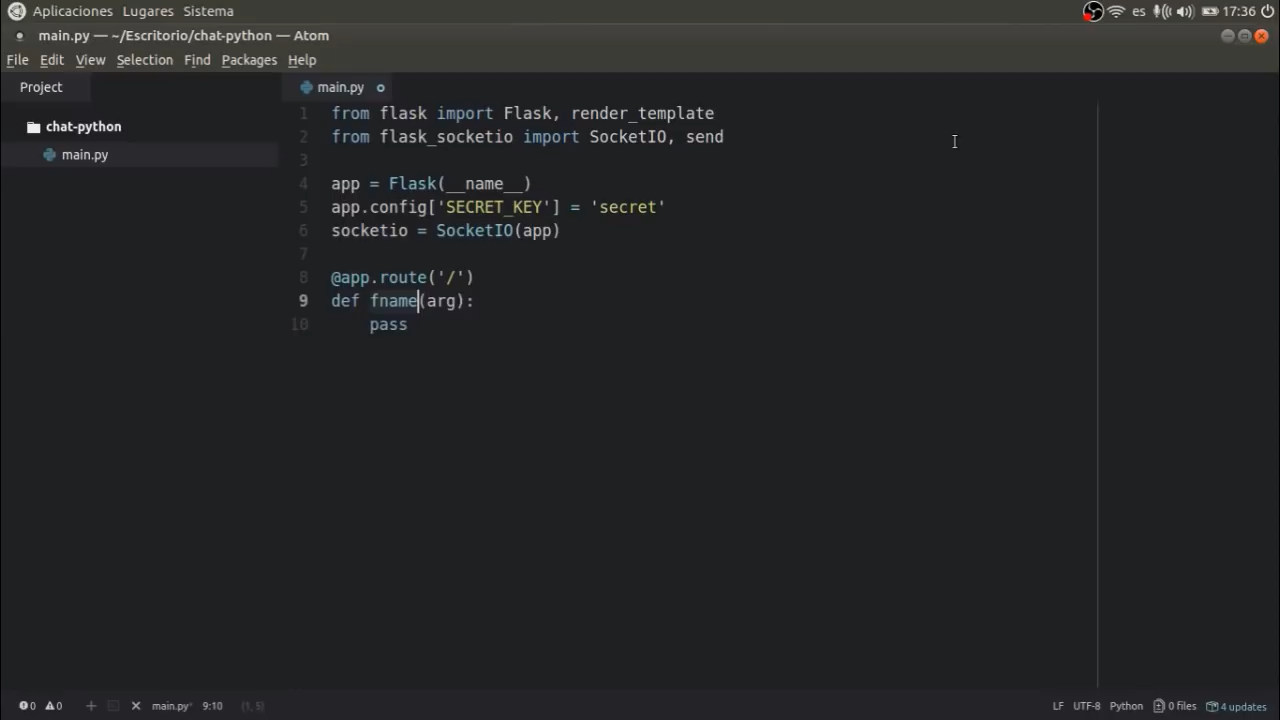 Aplicaciones Lugares Sistema es 17:36
main.py — ~/Escritorio/chat-python — Atom
File Edit View Selection Find Packages Help
Project main.py
chat-python
main.py
1 from flask import Flask, render_template
2 from flask_socketio import SocketIO, send
3
4 app = Flask(__name__)
5 app.config['SECRET_KEY'] = 'secret'
6 socketio = SocketIO(app)
7
8 @app.route('/')
9 def fname(arg):
10 pass
0 0 main.py* 9:10 (1, 5) LF UTF-8 Python 0 files 4 updates